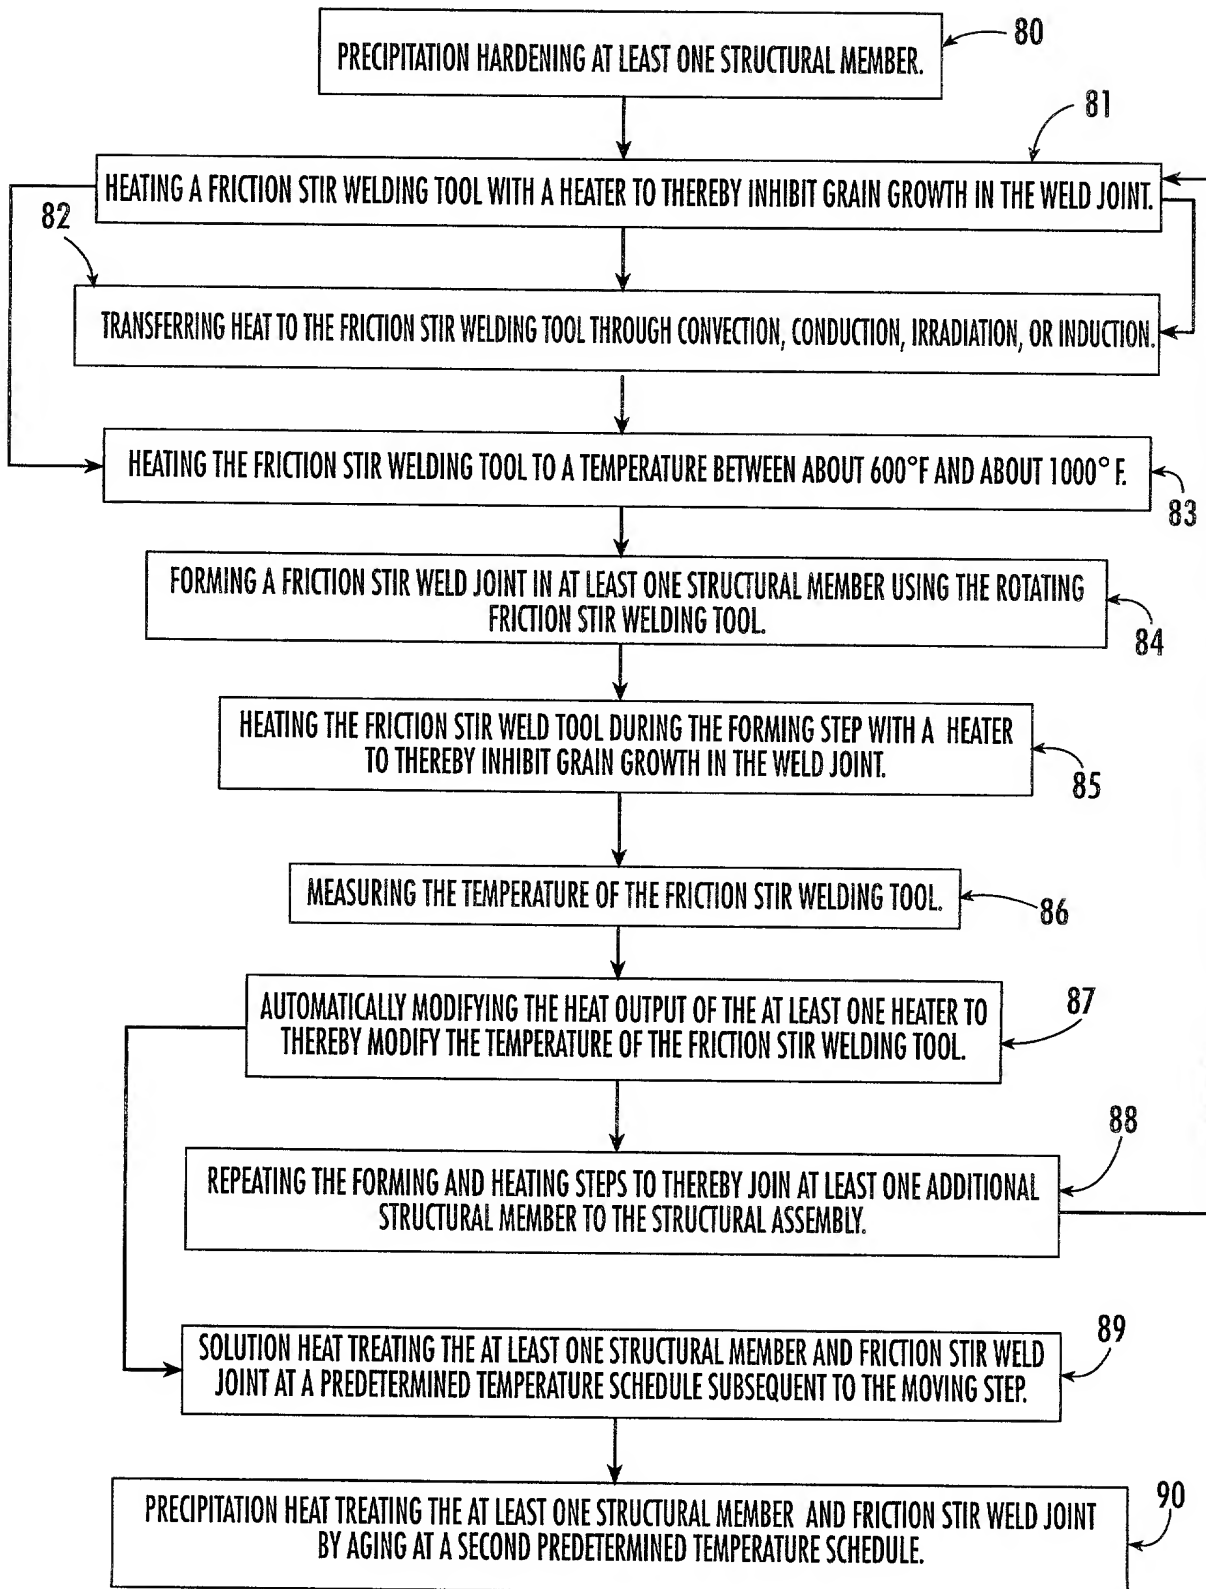 PRECIPITATION HARDENING AT LEAST ONE STRUCTURAL MEMBER.
80
81
HEATING A FRICTION STIR WELDING TOOL WITH A HEATER TO THEREBY INHIBIT GRAIN GROWTH IN THE WELD JOINT.
82
TRANSFERRING HEAT TO THE FRICTION STIR WELDING TOOL THROUGH CONVECTION, CONDUCTION, IRRADIATION, OR INDUCTION.
HEATING THE FRICTION STIR WELDING TOOL TO A TEMPERATURE BETWEEN ABOUT 600°F AND ABOUT 1000° F.
83
FORMING A FRICTION STIR WELD JOINT IN AT LEAST ONE STRUCTURAL MEMBER USING THE ROTATING
FRICTION STIR WELDING TOOL.
84
HEATING THE FRICTION STIR WELD TOOL DURING THE FORMING STEP WITH A HEATER
TO THEREBY INHIBIT GRAIN GROWTH IN THE WELD JOINT.
85
MEASURING THE TEMPERATURE OF THE FRICTION STIR WELDING TOOL.
86
AUTOMATICALLY MODIFYING THE HEAT OUTPUT OF THE AT LEAST ONE HEATER TO
THEREBY MODIFY THE TEMPERATURE OF THE FRICTION STIR WELDING TOOL.
87
88
REPEATING THE FORMING AND HEATING STEPS TO THEREBY JOIN AT LEAST ONE ADDITIONAL
STRUCTURAL MEMBER TO THE STRUCTURAL ASSEMBLY.
SOLUTION HEAT TREATING THE AT LEAST ONE STRUCTURAL MEMBER AND FRICTION STIR WELD
JOINT AT A PREDETERMINED TEMPERATURE SCHEDULE SUBSEQUENT TO THE MOVING STEP.
89
PRECIPITATION HEAT TREATING THE AT LEAST ONE STRUCTURAL MEMBER AND FRICTION STIR WELD JOINT
BY AGING AT A SECOND PREDETERMINED TEMPERATURE SCHEDULE.
90